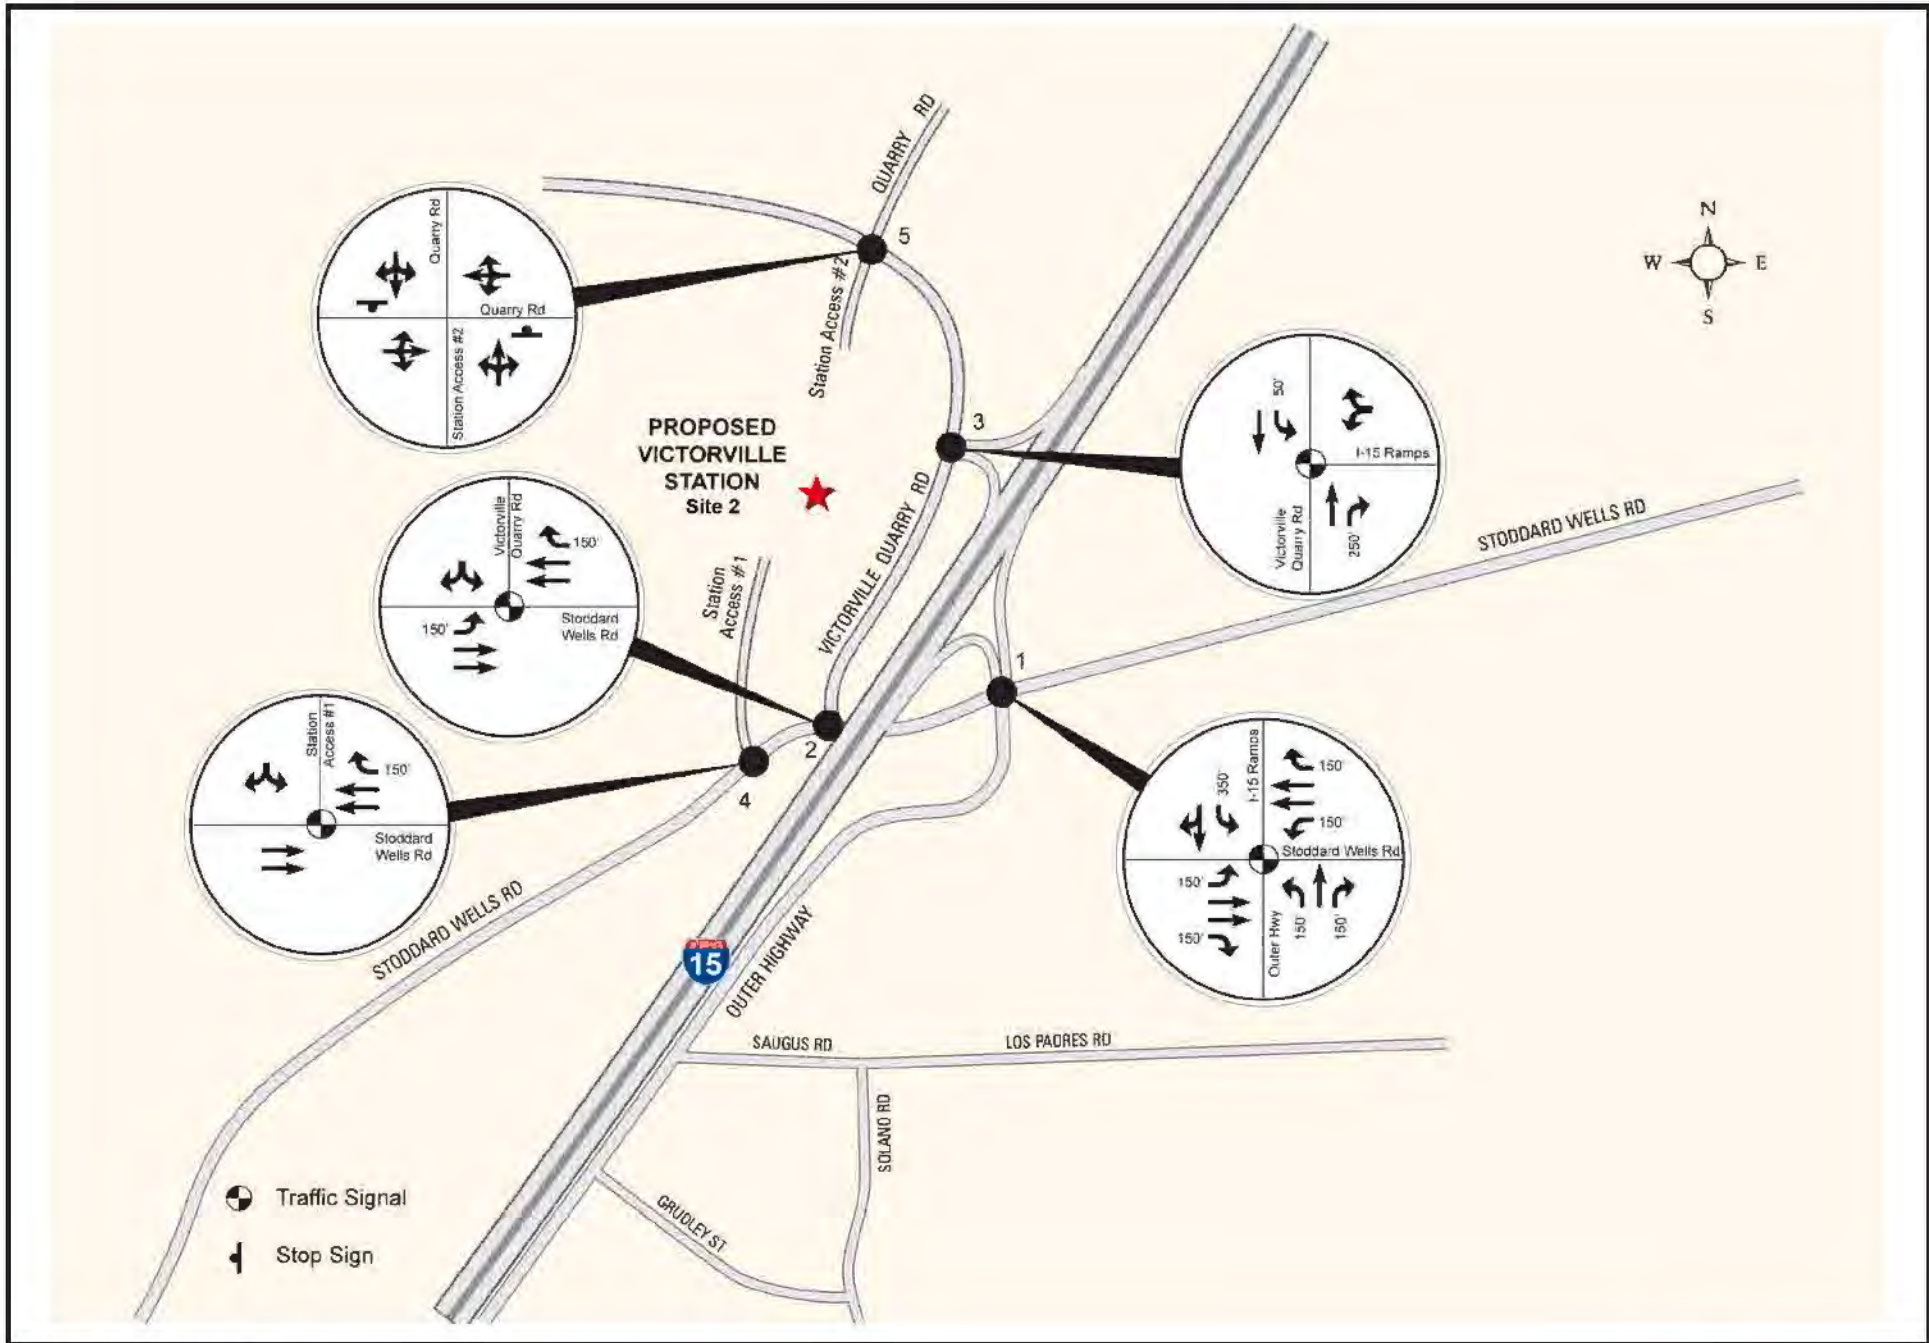 QUARRY RD
5
Station Access #2
N
W
E
S
Quarry Rd
Quarry Rd
Station Access #2
PROPOSED
VICTORVILLE
STATION
Site 2
3
50'
I-15 Ramps
Victorville
Quarry Rd
250'
VICTORVILLE QUARRY RD
STODDARD WELLS RD
Victorville
Quarry Rd
150'
150'
Stoddard
Wells Rd
Station
Access #1
1
2
4
Station
Access #1
150'
Stoddard
Wells Rd
I-15 Ramps
350'
150'
150'
Stoddard Wells Rd
150'
150'
Outer Hwy
150'
150'
STODDARD WELLS RD
15
OUTER HIGHWAY
SAUGUS RD
LOS PADRES RD
SOLANO RD
GRUDLEY ST
Traffic Signal
Stop Sign